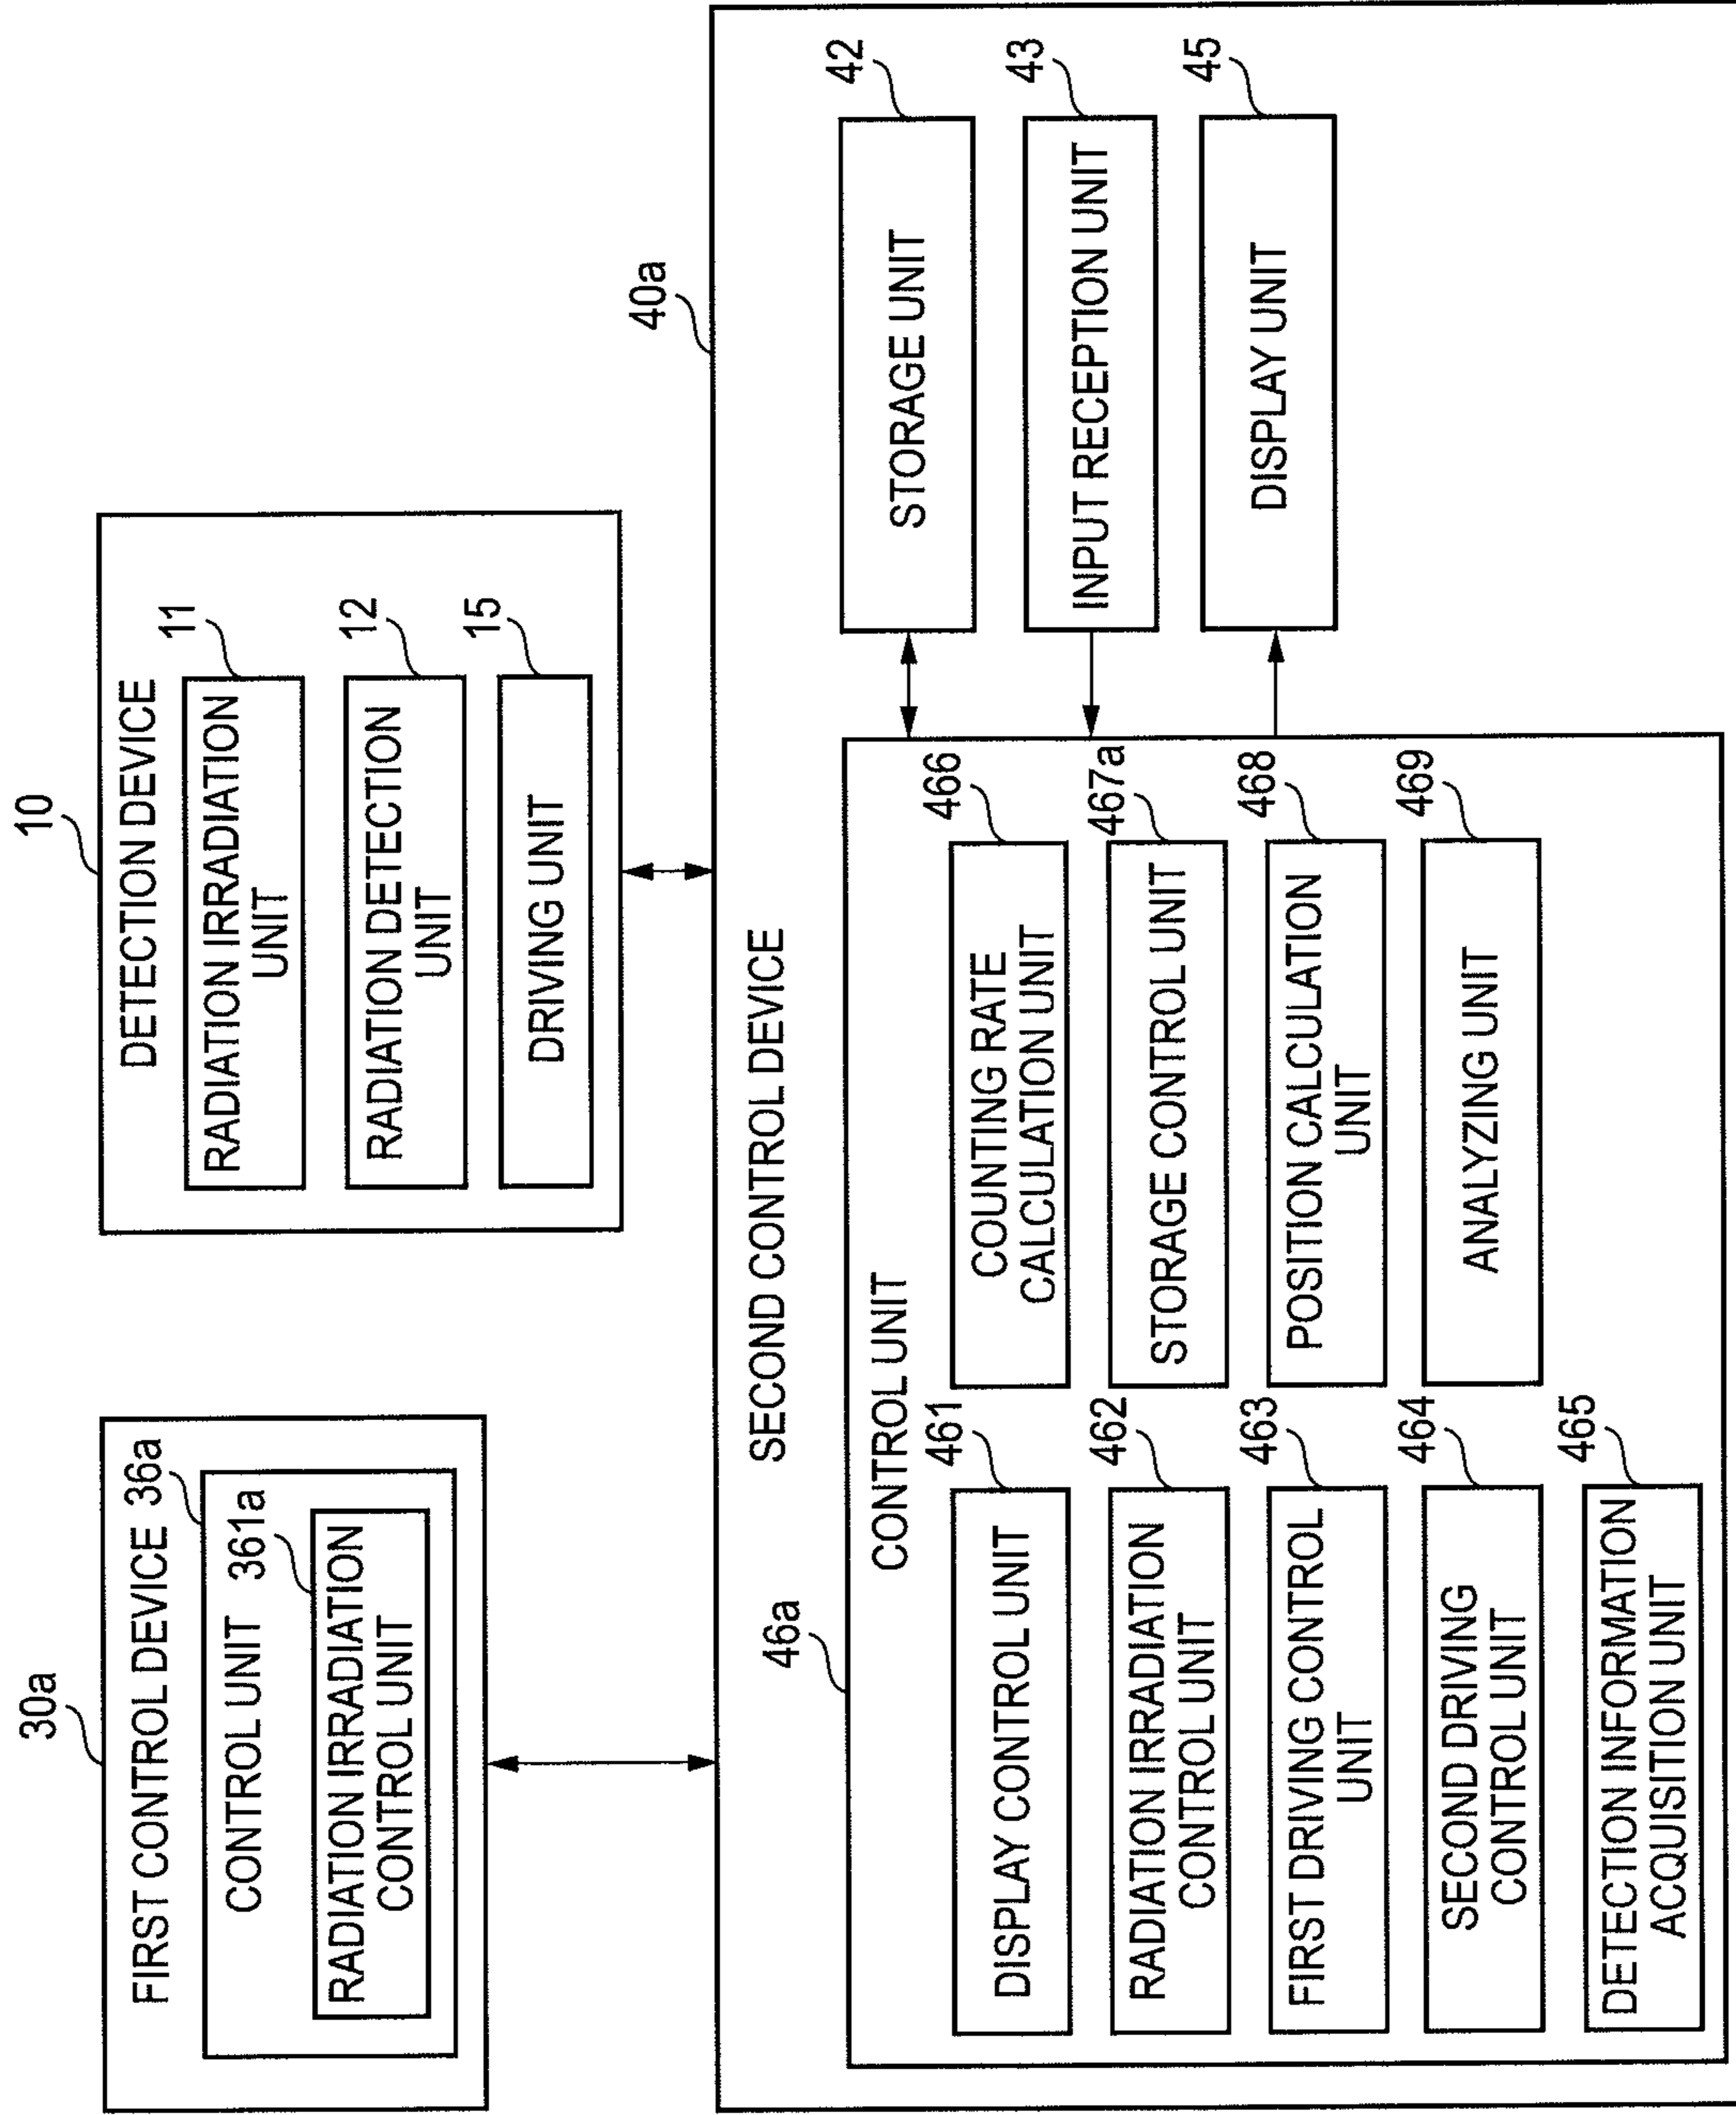 30a
FIRST CONTROL DEVICE
36a
CONTROL UNIT
361a
RADIATION IRRADIATION
CONTROL UNIT
10
DETECTION DEVICE
11
RADIATION IRRADIATION
UNIT
12
RADIATION DETECTION
UNIT
15
DRIVING UNIT
40a
SECOND CONTROL DEVICE
46a
CONTROL UNIT
461
DISPLAY CONTROL UNIT
462
RADIATION IRRADIATION
CONTROL UNIT
463
FIRST DRIVING CONTROL
UNIT
464
SECOND DRIVING
CONTROL UNIT
465
DETECTION INFORMATION
ACQUISITION UNIT
466
COUNTING RATE
CALCULATION UNIT
467a
STORAGE CONTROL UNIT
468
POSITION CALCULATION
UNIT
469
ANALYZING UNIT
42
STORAGE UNIT
43
INPUT RECEPTION UNIT
45
DISPLAY UNIT